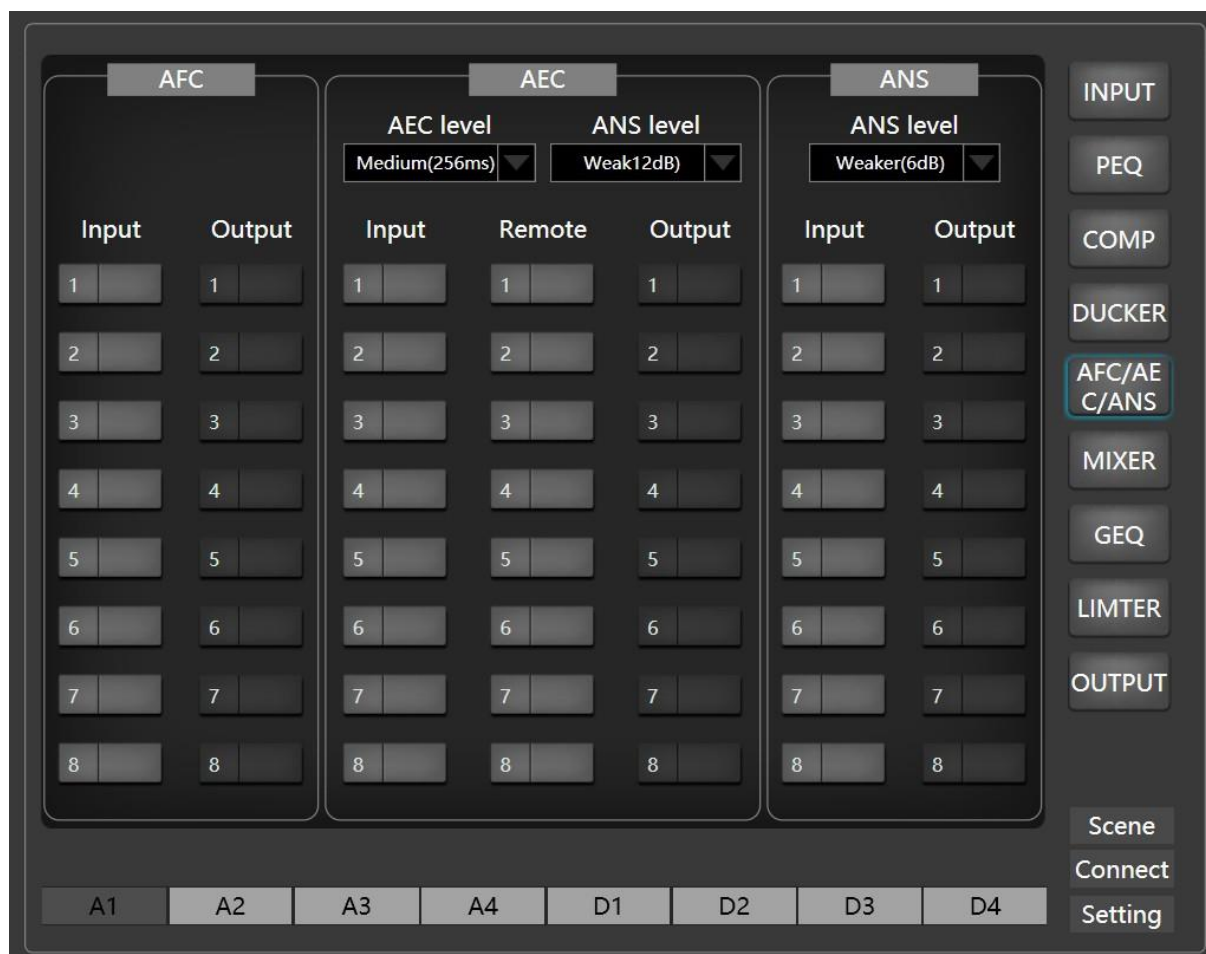 AFC AEC ANS
AEC level ANS level ANS level
Medium(256ms) Weak12dB) Weaker(6dB)
Input Output Input Remote Output Input Output
1 1 1 1 1 1 1
2 2 2 2 2 2 2
3 3 3 3 3 3 3
4 4 4 4 4 4 4
5 5 5 5 5 5 5
6 6 6 6 6 6 6
7 7 7 7 7 7 7
8 8 8 8 8 8 8
A1 A2 A3 A4 D1 D2 D3 D4
INPUT
PEQ
COMP
DUCKER
AFC/AE
C/ANS
MIXER
GEQ
LIMTER
OUTPUT
Scene
Connect
Setting